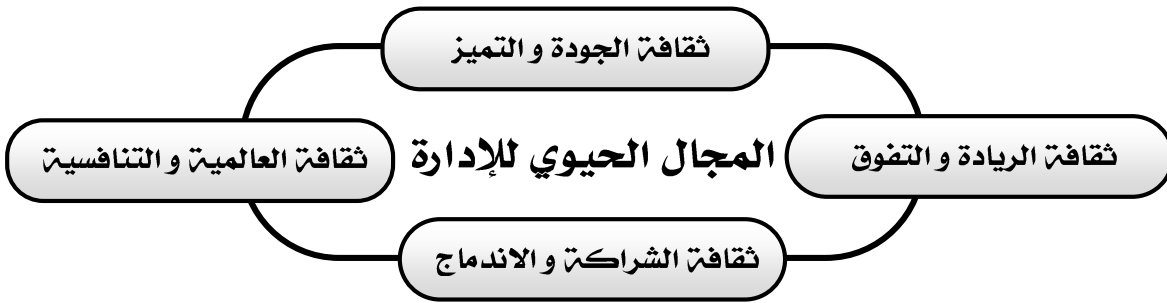 ثقافة الجودة و التميز
ثقافة الريادة و التفوق
المجال الحيوي للإدارة
ثقافة العالمية و التنافسية
ثقافة الشراكة و الاندماج